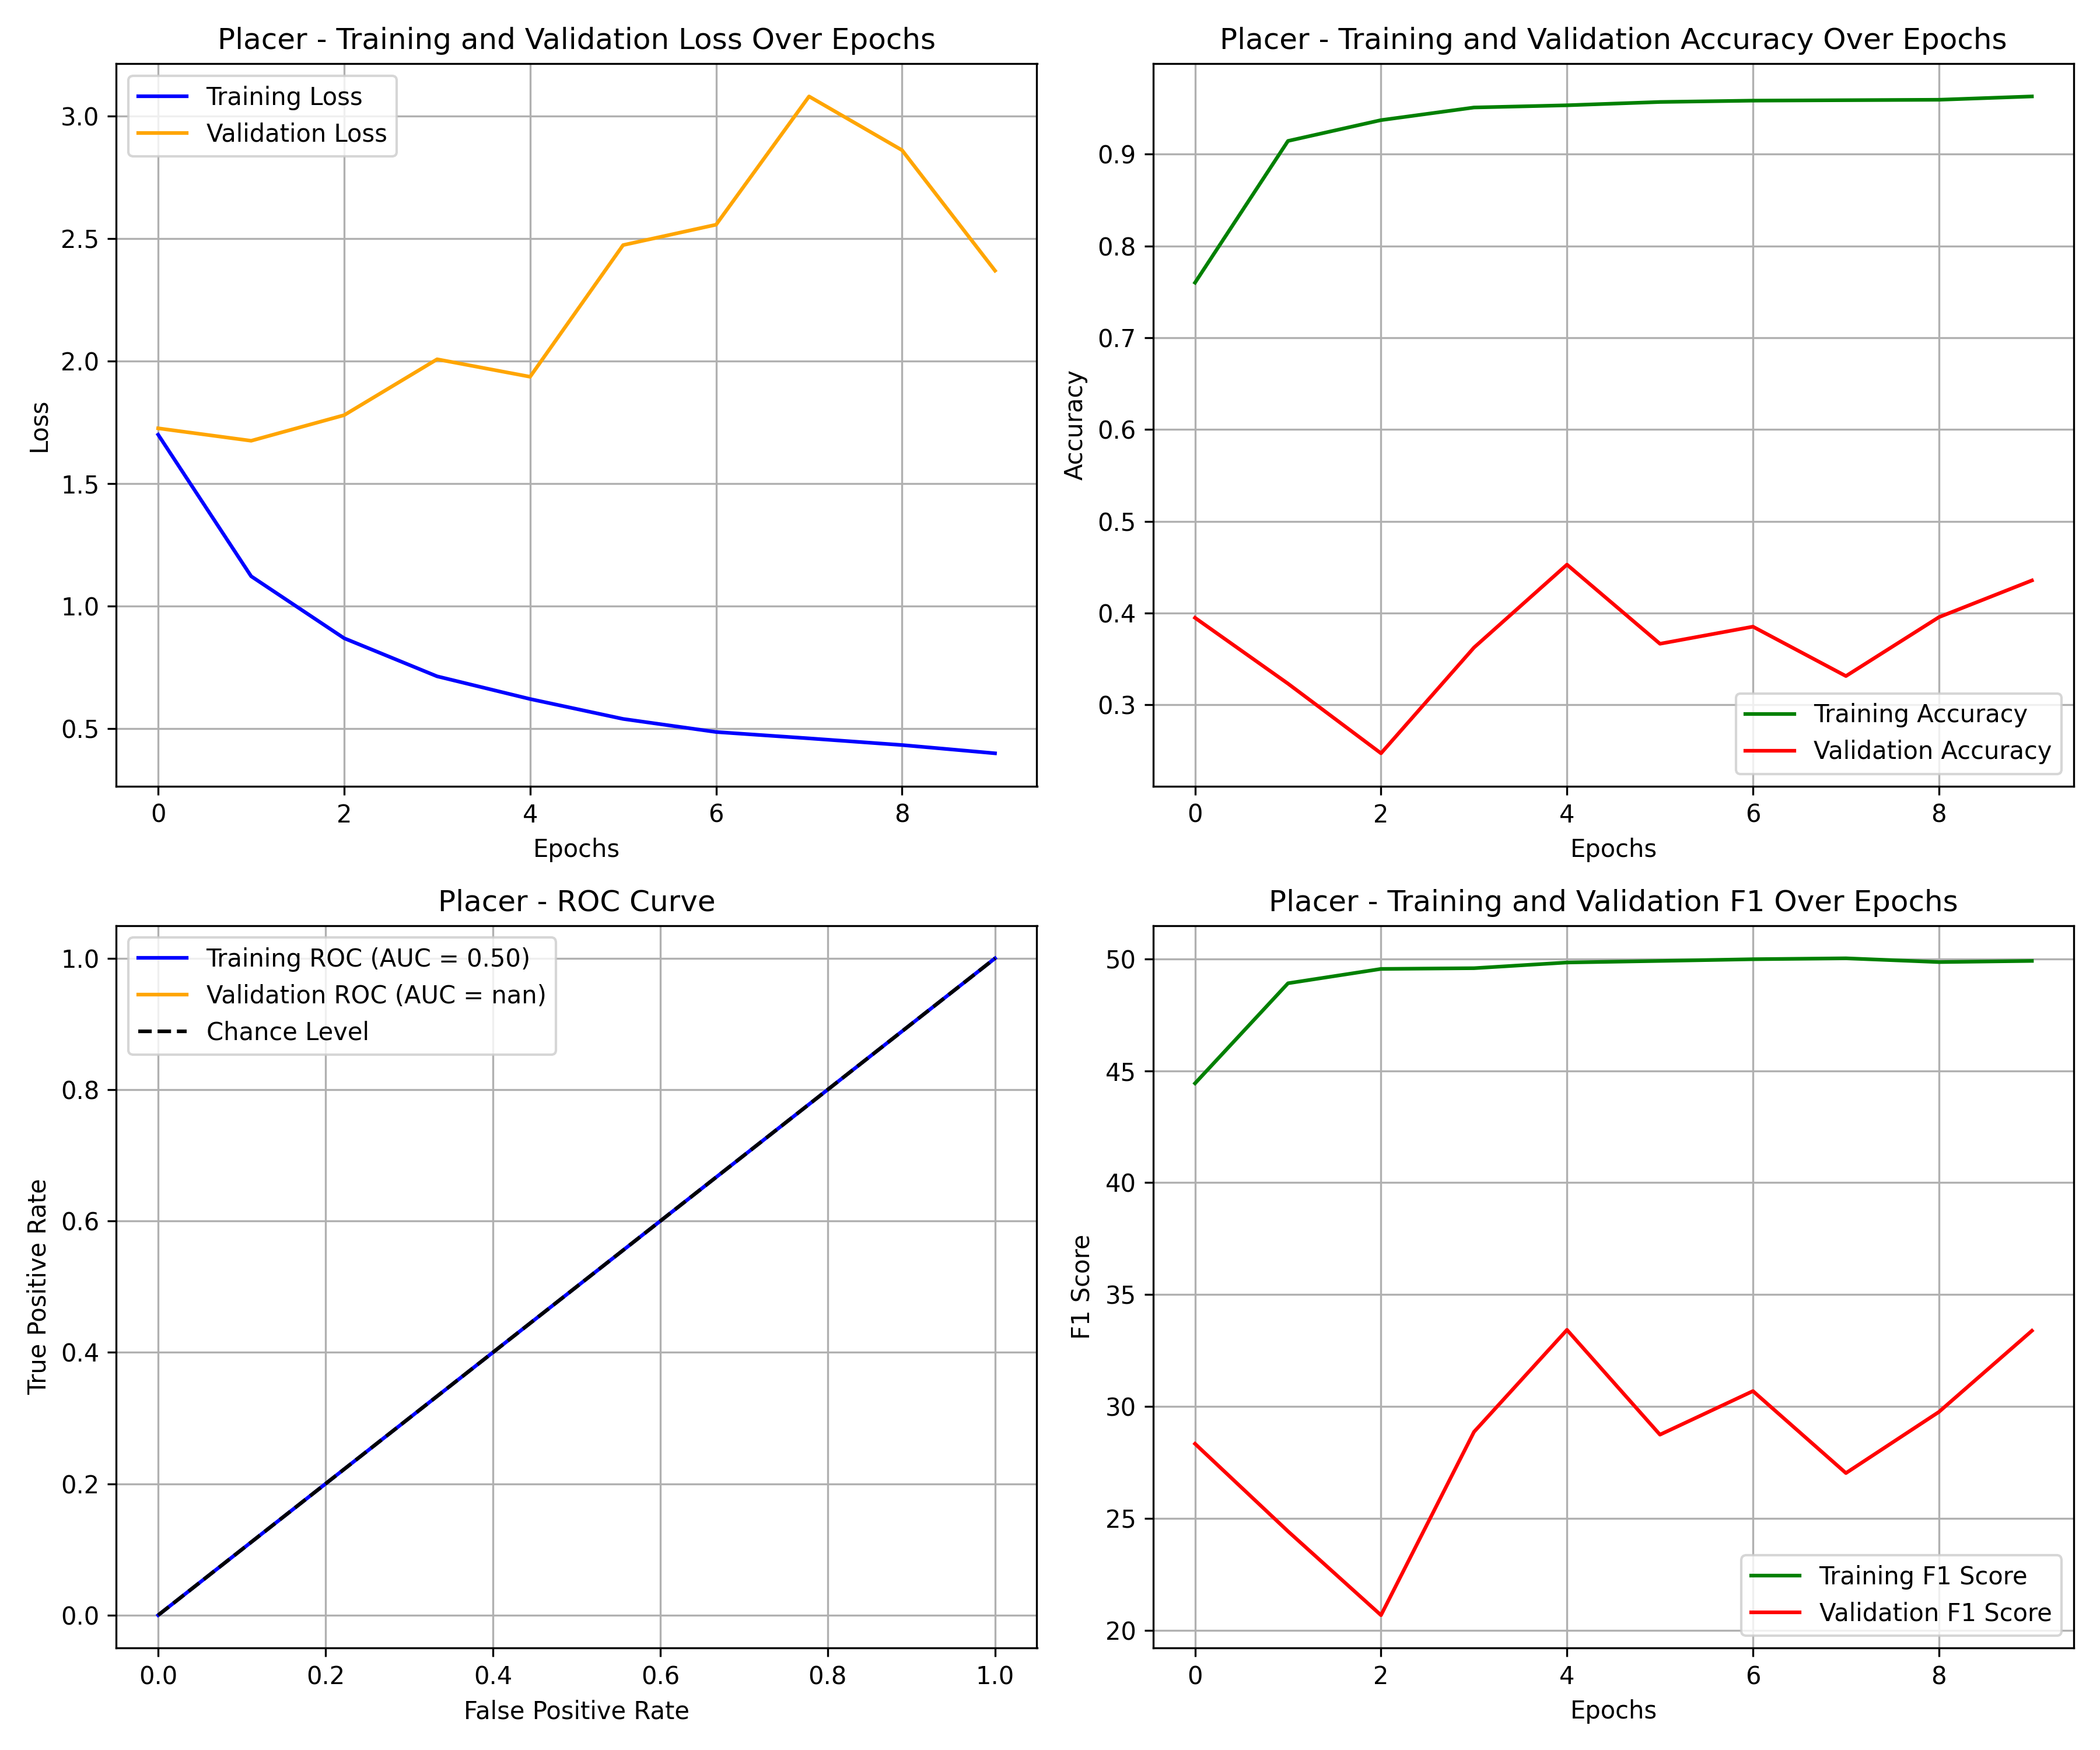 Placer - Training and Validation Loss Over Epochs
Training Loss
Validation Loss
3.0
2.5
2.0
1.5
1.0
0.5
Loss
0 2 4 6 8
Epochs
Placer - Training and Validation Accuracy Over Epochs
0.9
0.8
0.7
0.6
0.5
0.4
0.3
Accuracy
Training Accuracy
Validation Accuracy
0 2 4 6 8
Epochs
Placer - ROC Curve
Training ROC (AUC = 0.50)
Validation ROC (AUC = nan)
Chance Level
1.0
0.8
0.6
0.4
0.2
0.0
True Positive Rate
0.0 0.2 0.4 0.6 0.8 1.0
False Positive Rate
Placer - Training and Validation F1 Over Epochs
50
45
40
35
30
25
20
F1 Score
Training F1 Score
Validation F1 Score
0 2 4 6 8
Epochs